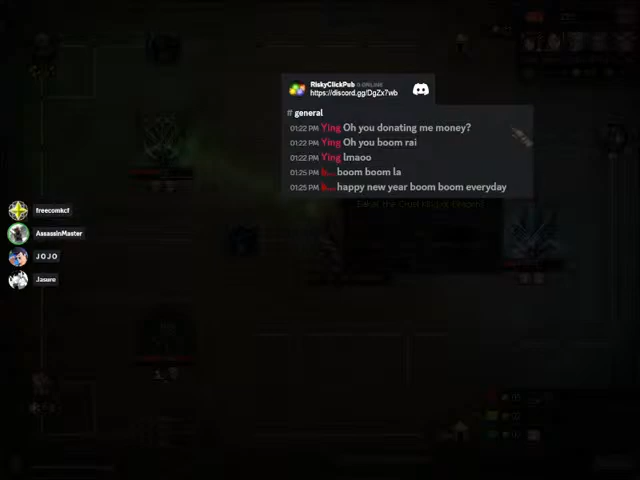 RiskyClickPub
https://discord.gg/DgZx7wb
# general
01:22 PM Ying Oh you donating me money?
01:22 PM Ying Oh you boom rai
01:22 PM Ying lmaoo
01:25 PM boom boom la
01:25 PM happy new year boom boom everyday
freecomkcf
AssassinMaster
JOJO
Jasure